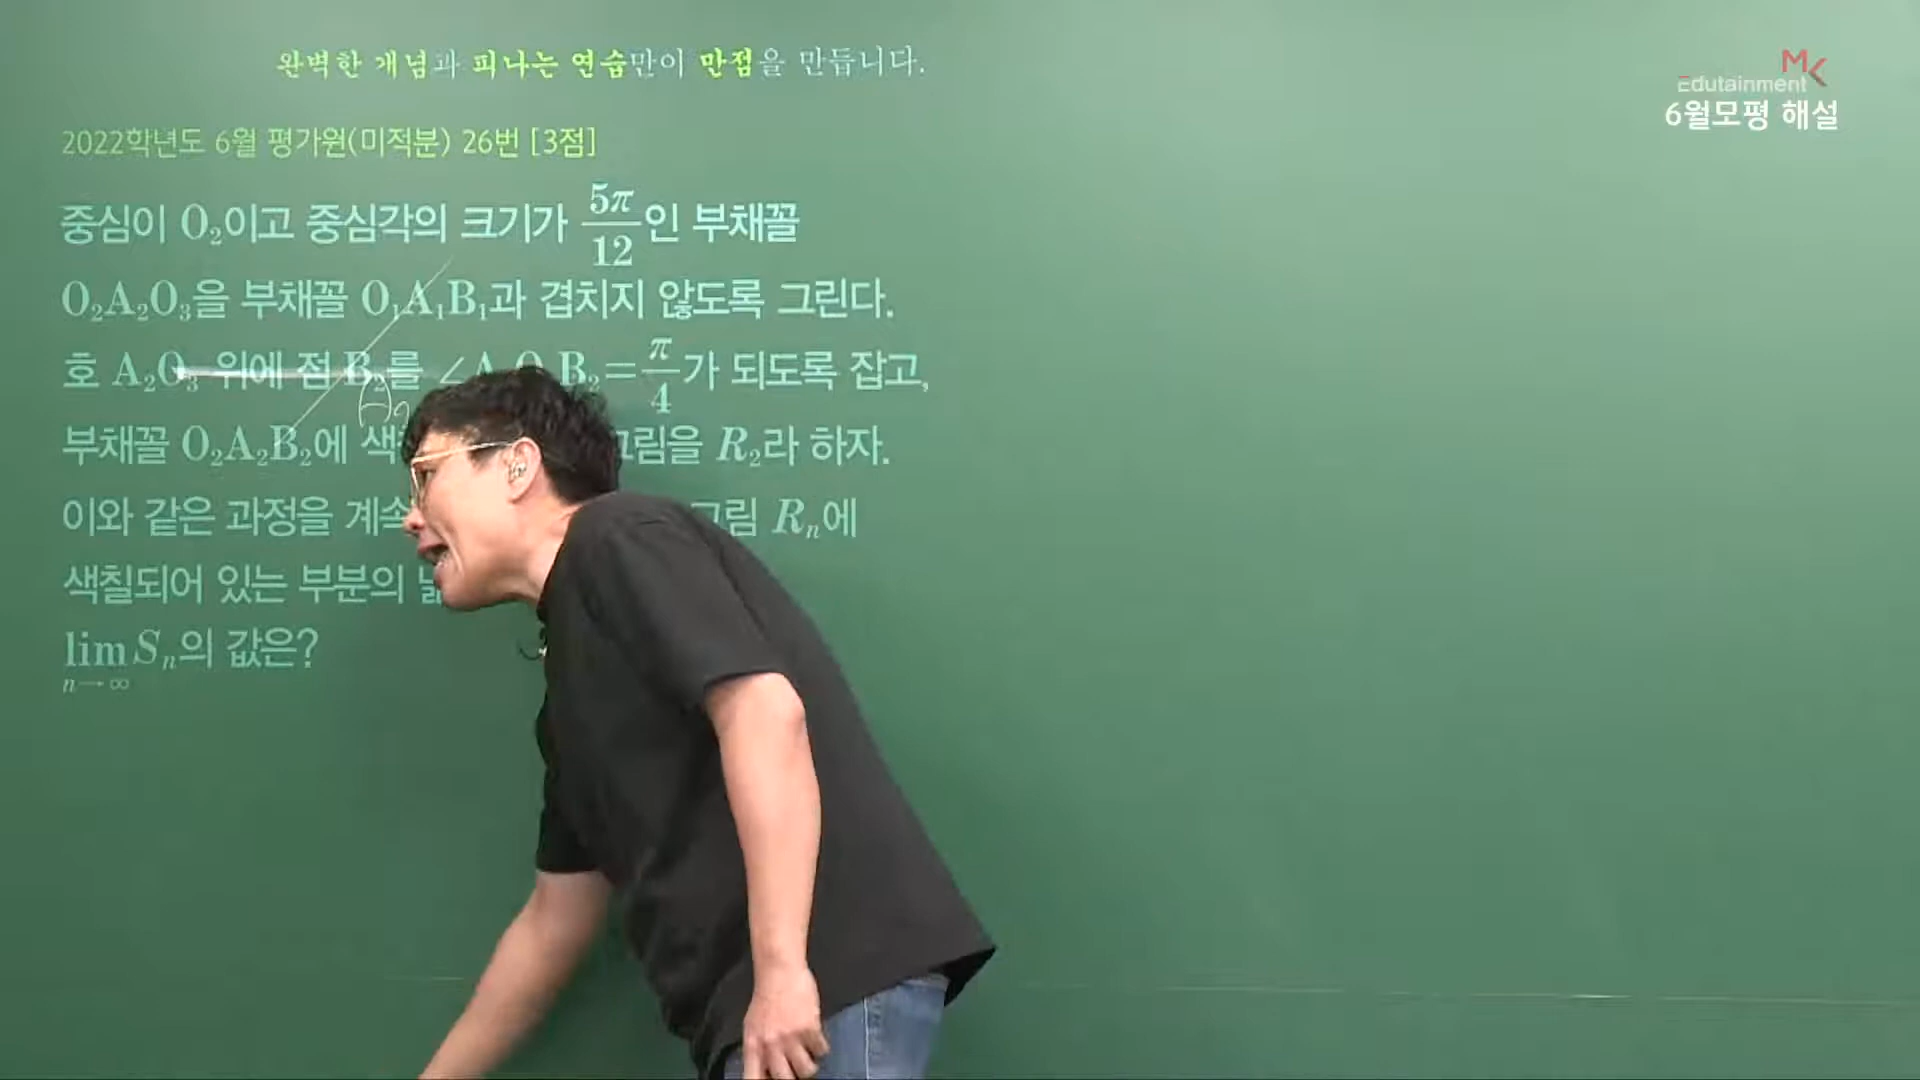 완벽한 개념과 피나는 연습만이 만점을 만듭니다.
MK
Edutainment
6월모평 해설
2022학년도 6월 평가원(미적분) 26번 [3점]
중심이 O₂이고 중심각의 크기가 5π/12인 부채꼴
O₂A₂O₃을 부채꼴 O₁A₁B₁과 겹치지 않도록 그린다.
호 A₂O₃ 위에 점 B₂를 ∠A O B₂=π/4가 되도록 잡고,
부채꼴 O₂A₂B₂에 색 그림을 R₂라 하자.
이와 같은 과정을 계속 그림 Rₙ에
색칠되어 있는 부분의
lim Sₙ의 값은?
n→∞